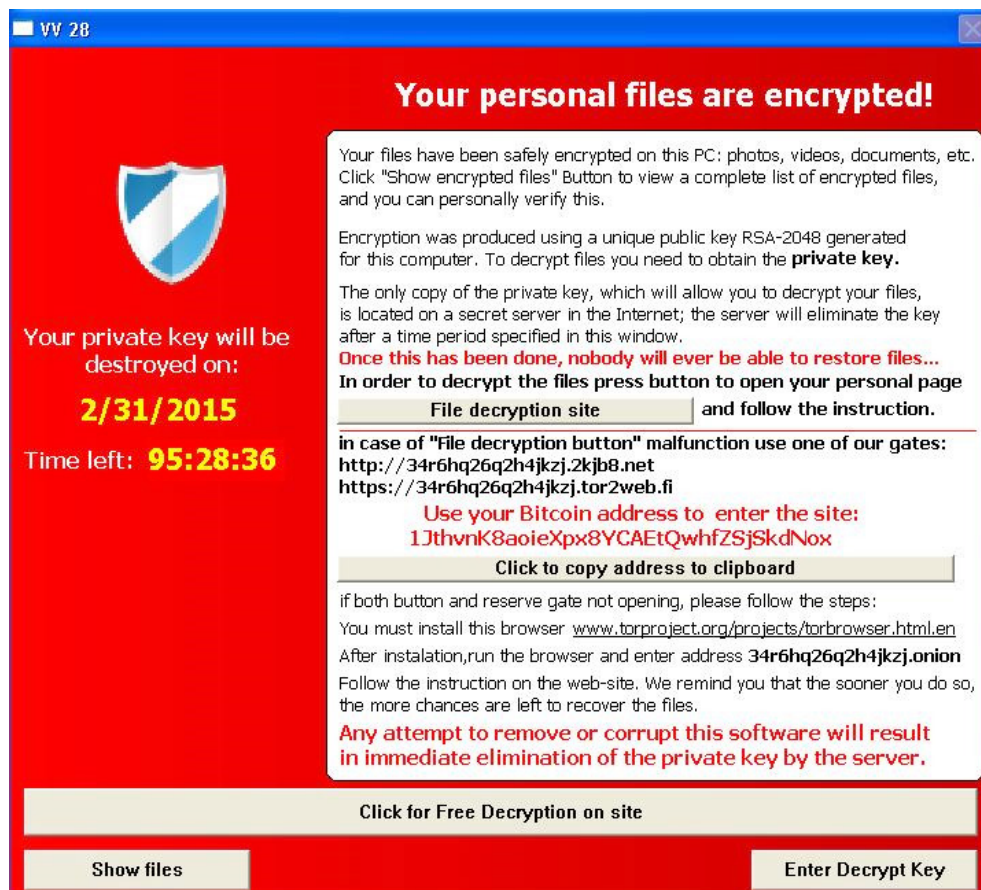 VV 28
Your personal files are encrypted!
Your files have been safely encrypted on this PC: photos, videos, documents, etc.
Click "Show encrypted files" Button to view a complete list of encrypted files,
and you can personally verify this.
Encryption was produced using a unique public key RSA-2048 generated
for this computer. To decrypt files you need to obtain the private key.
The only copy of the private key, which will allow you to decrypt your files,
is located on a secret server in the Internet; the server will eliminate the key
after a time period specified in this window.
Once this has been done, nobody will ever be able to restore files...
In order to decrypt the files press button to open your personal page
File decryption site
and follow the instruction.
in case of "File decryption button" malfunction use one of our gates:
http://34r6hq26q2h4jkzj.2kjb8.net
https://34r6hq26q2h4jkzj.tor2web.fi
Use your Bitcoin address to enter the site:
1JthvnK8aoieXpx8YCAEtQwhfZSjSkdNox
Click to copy address to clipboard
if both button and reserve gate not opening, please follow the steps:
You must install this browser www.torproject.org/projects/torbrowser.html.en
After instalation,run the browser and enter address 34r6hq26q2h4jkzj.onion
Follow the instruction on the web-site. We remind you that the sooner you do so,
the more chances are left to recover the files.
Any attempt to remove or corrupt this software will result
in immediate elimination of the private key by the server.
Your private key will be
destroyed on:
2/31/2015
Time left: 95:28:36
Click for Free Decryption on site
Show files
Enter Decrypt Key